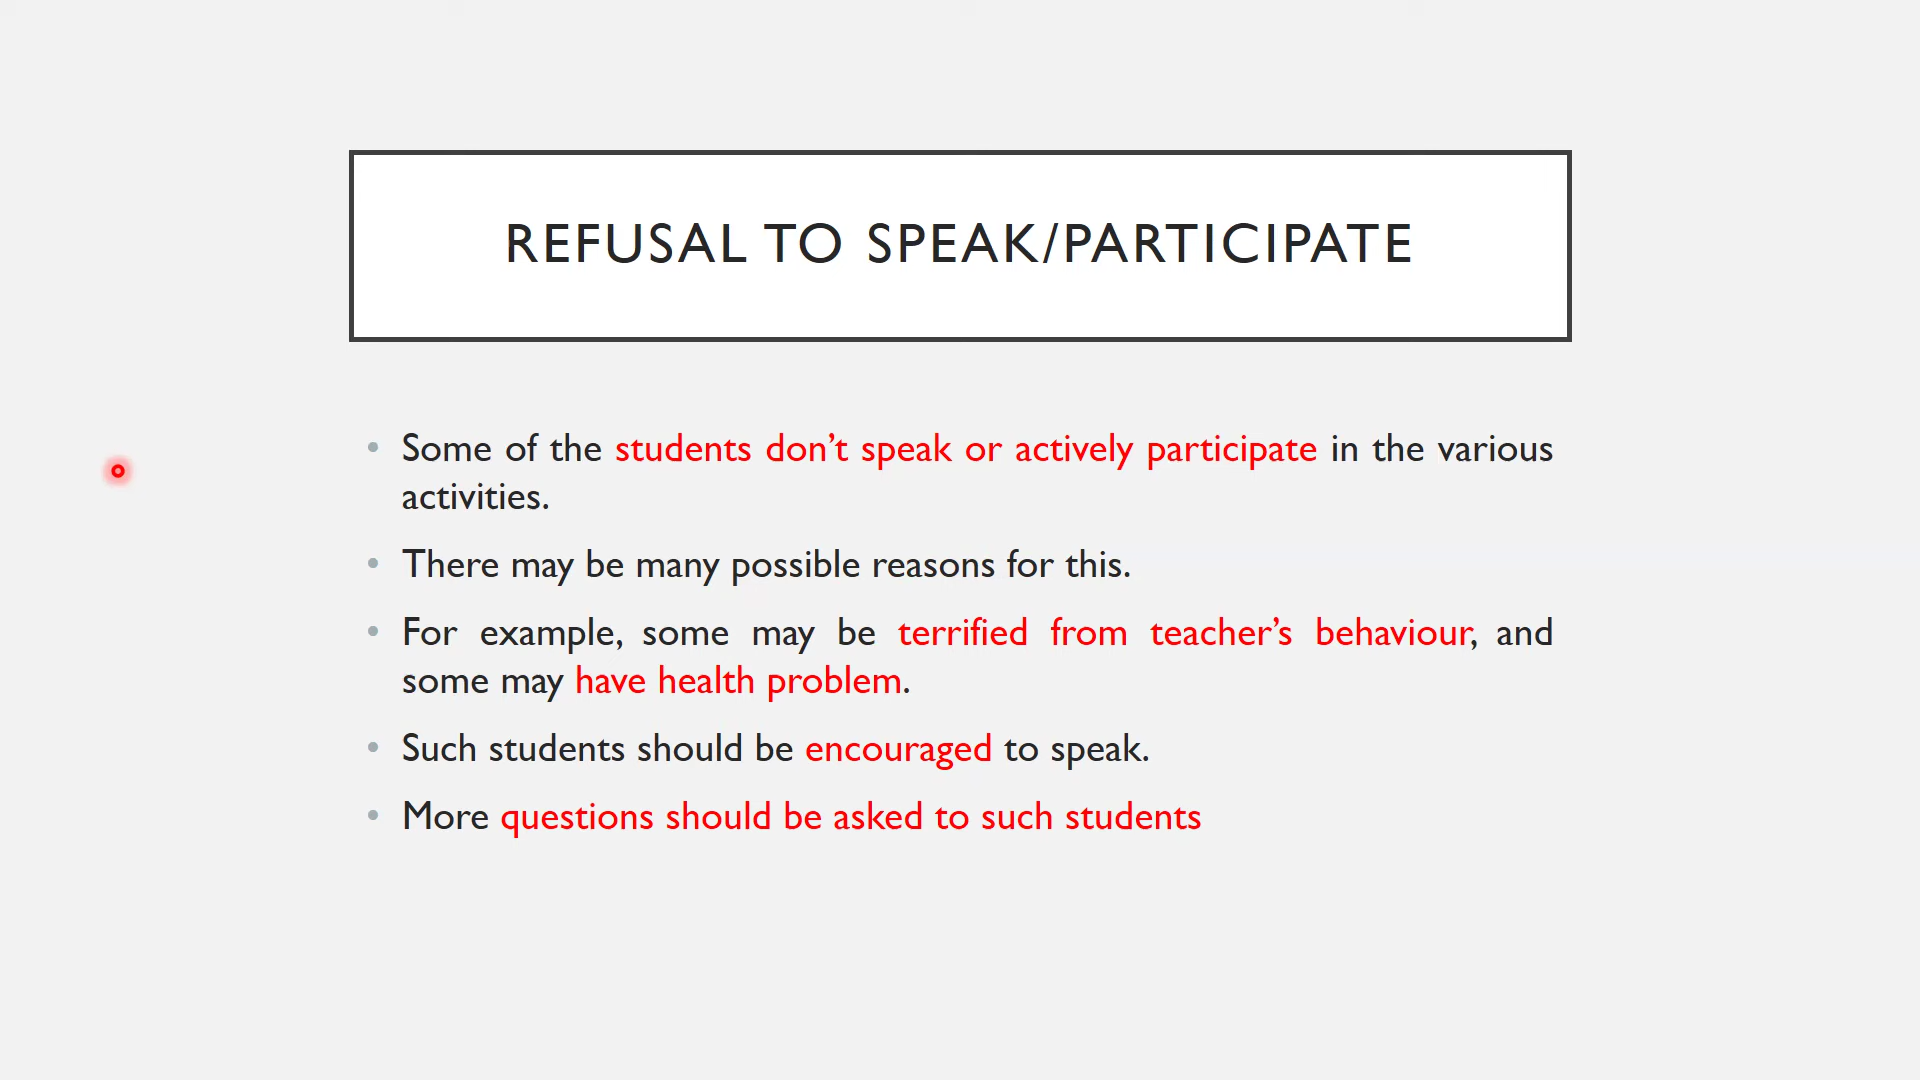 REFUSAL TO SPEAK/PARTICIPATE
• Some of the students don’t speak or actively participate in the various
activities.
• There may be many possible reasons for this.
• For example, some may be terrified from teacher’s behaviour, and
some may have health problem.
• Such students should be encouraged to speak.
• More questions should be asked to such students